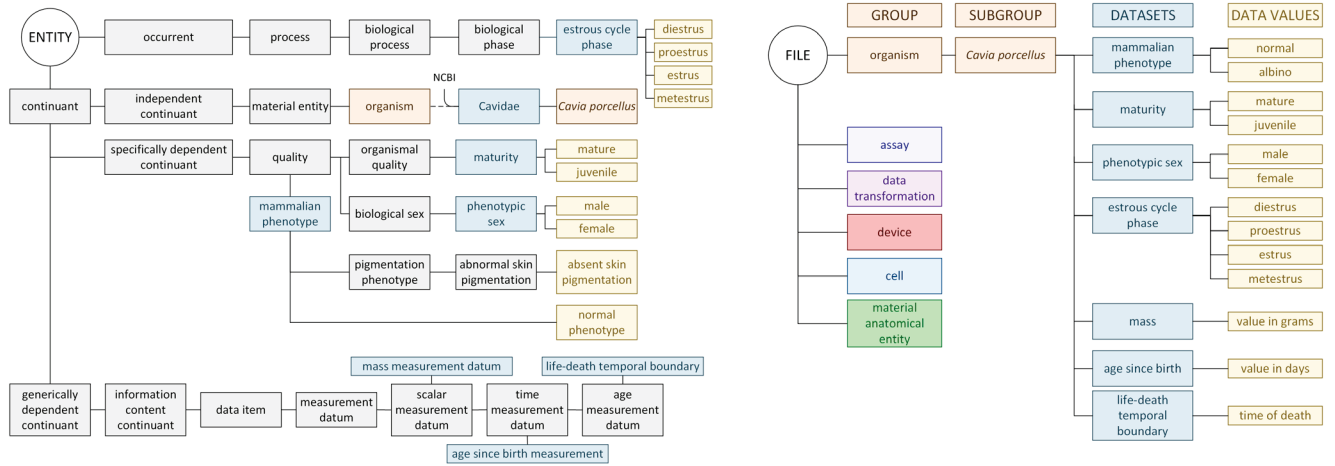 ENTITY
occurrent
process
biological
process
biological
phase
estrous cycle
phase
diestrus
proestrus
estrus
metestrus
NCBI
continuant
independent
continuant
material entity
organism
Cavidae
Cavia porcellus
specifically dependent
continuant
quality
organismal
quality
maturity
mature
juvenile
mammalian
phenotype
biological sex
phenotypic
sex
male
female
pigmentation
phenotype
abnormal skin
pigmentation
absent skin
pigmentation
normal
phenotype
mass measurement datum
life-death temporal boundary
generically
dependent
continuant
information
content
continuant
data item
measurement
datum
scalar
measurement
datum
time
measurement
datum
age
measurement
datum
age since birth measurement
GROUP
SUBGROUP
DATASETS
DATA VALUES
FILE
organism
Cavia porcellus
mammalian
phenotype
normal
albino
maturity
mature
juvenile
assay
phenotypic sex
male
female
data
transformation
estrous cycle
phase
diestrus
proestrus
estrus
metestrus
device
cell
material
anatomical
entity
mass
value in grams
age since birth
value in days
life-death
temporal
boundary
time of death